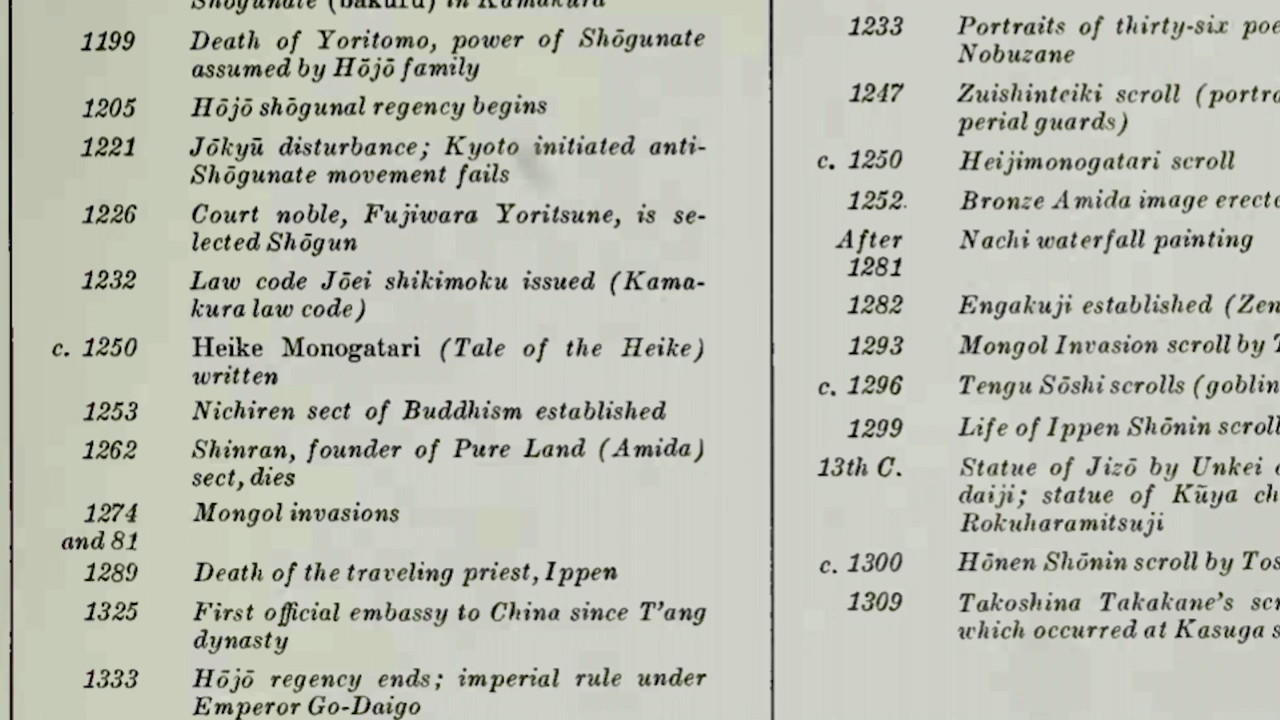 Shōgunate (bakufu) in Kamakura
1199 Death of Yoritomo, power of Shōgunate
assumed by Hōjō family
1205 Hōjō shōgunal regency begins
1221 Jōkyū disturbance; Kyoto initiated anti-
Shōgunate movement fails
1226 Court noble, Fujiwara Yoritsune, is se-
lected Shōgun
1232 Law code Jōei shikimoku issued (Kama-
kura law code)
c. 1250 Heike Monogatari (Tale of the Heike)
written
1253 Nichiren sect of Buddhism established
1262 Shinran, founder of Pure Land (Amida)
sect, dies
1274 Mongol invasions
and 81
1289 Death of the traveling priest, Ippen
1325 First official embassy to China since T'ang
dynasty
1333 Hōjō regency ends; imperial rule under
Emperor Go-Daigo
1233 Portraits of thirty-six
Nobuzane
1247 Zuishinteiki scroll
perial guards)
c. 1250 Heijimonogatari scroll
1252. Bronze Amida image
After Nachi waterfall painting
1281
1282 Engakuji established (Zen
1293 Mongol Invasion scroll by
c. 1296 Tengu Sōshi scrolls
1299 Life of Ippen Shōnin scroll
13th C. Statue of Jizō by Unkei
daiji; statue of Kūya
Rokuharamitsuji
c. 1300 Hōnen Shōnin scroll by
1309 Takoshina Takakane's
which occurred at Kasuga